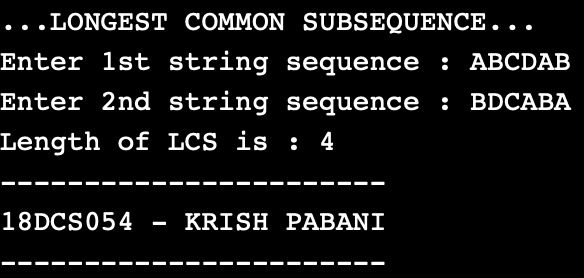 ...LONGEST COMMON SUBSEQUENCE...
Enter 1st string sequence : ABCDAB
Enter 2nd string sequence : BDCABA
Length of LCS is : 4
-----------------------
18DCS054 - KRISH PABANI
-----------------------